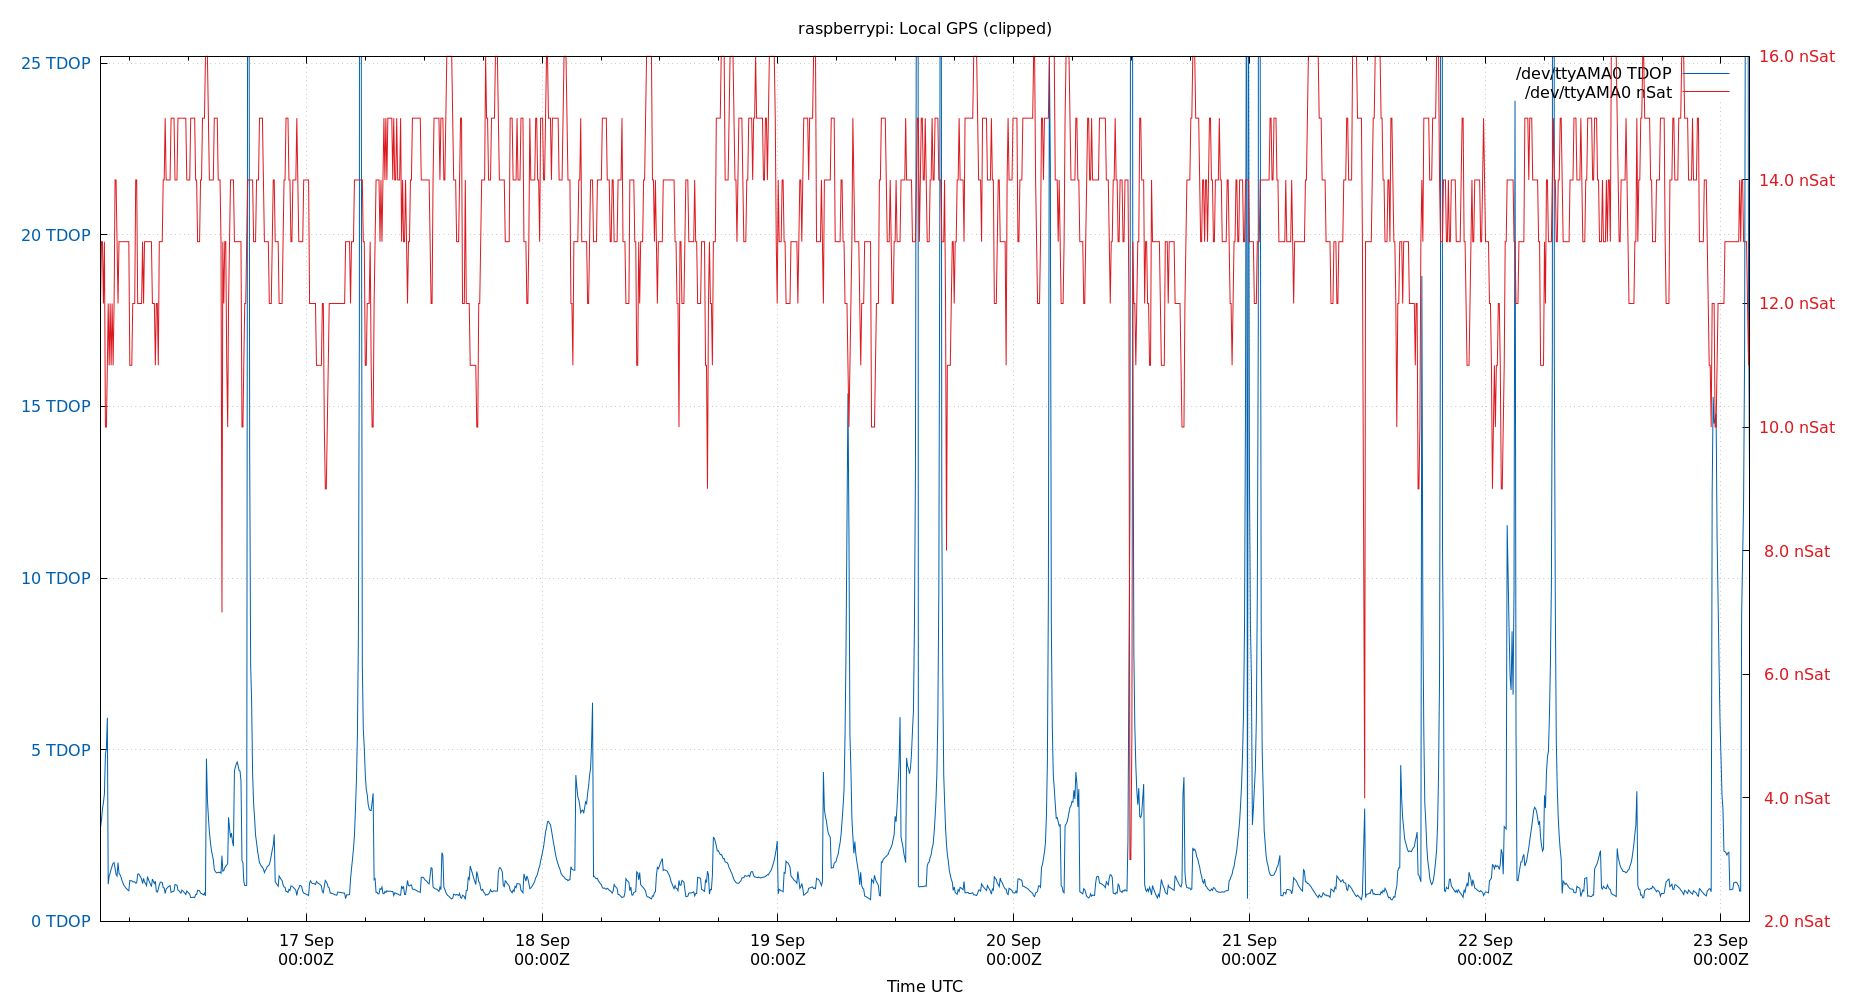 raspberrypi: Local GPS (clipped)
25 TDOP
20 TDOP
15 TDOP
10 TDOP
5 TDOP
0 TDOP
16.0 nSat
14.0 nSat
12.0 nSat
10.0 nSat
8.0 nSat
6.0 nSat
4.0 nSat
2.0 nSat
/dev/ttyAMA0 TDOP
/dev/ttyAMA0 nSat
17 Sep
00:00Z
18 Sep
00:00Z
19 Sep
00:00Z
20 Sep
00:00Z
21 Sep
00:00Z
22 Sep
00:00Z
23 Sep
00:00Z
Time UTC